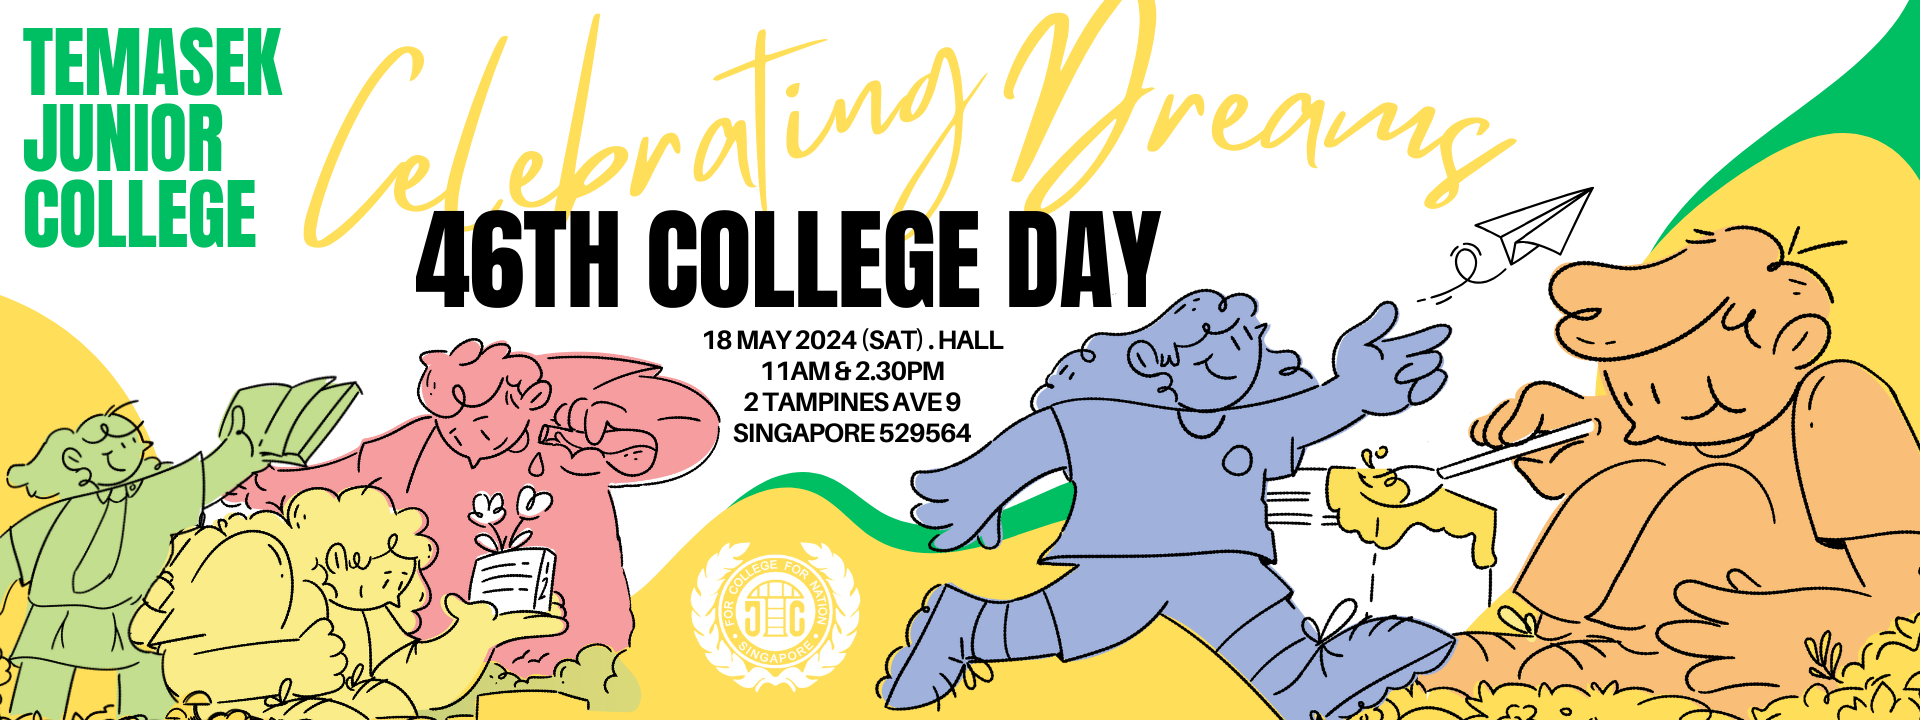 TEMASEK
JUNIOR
COLLEGE
Celebrating Dreams
46TH COLLEGE DAY
18 MAY 2024 (SAT) . HALL
11AM & 2.30PM
2 TAMPINES AVE 9
SINGAPORE 529564
FOR COLLEGE FOR NATION
TJC
• SINGAPORE •